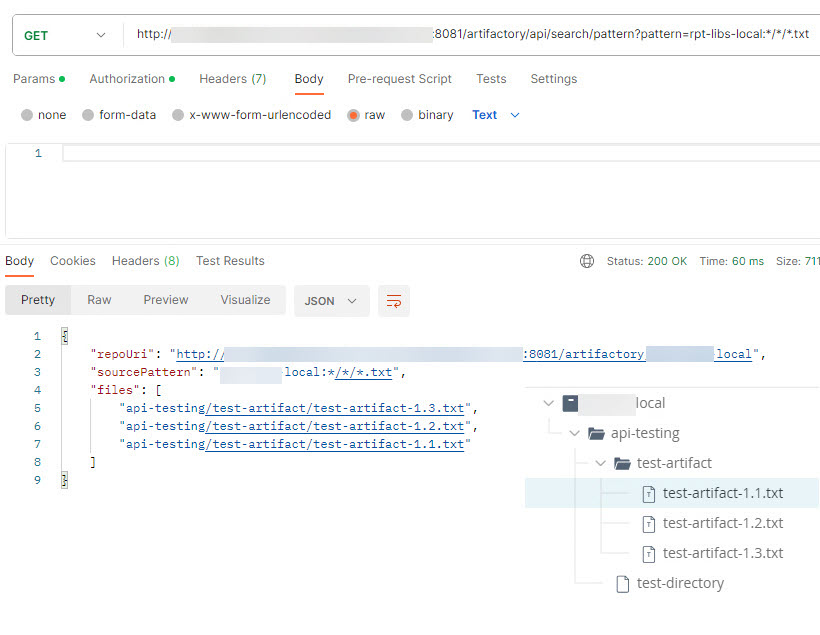 GET http:// :8081/artifactory/api/search/pattern?pattern=rpt-libs-local:*/*/*.txt
Params Authorization Headers (7) Body Pre-request Script Tests Settings
none form-data x-www-form-urlencoded raw binary Text
1
Body Cookies Headers (8) Test Results Status: 200 OK Time: 60 ms Size: 711
Pretty Raw Preview Visualize JSON
1 {
2 "repoUri": "http:// :8081/artifactory local",
3 "sourcePattern": " local:*/*/*.txt",
4 "files": [
5 "api-testing/test-artifact/test-artifact-1.3.txt",
6 "api-testing/test-artifact/test-artifact-1.2.txt",
7 "api-testing/test-artifact/test-artifact-1.1.txt"
8 ]
9 }
local
api-testing
test-artifact
test-artifact-1.1.txt
test-artifact-1.2.txt
test-artifact-1.3.txt
test-directory